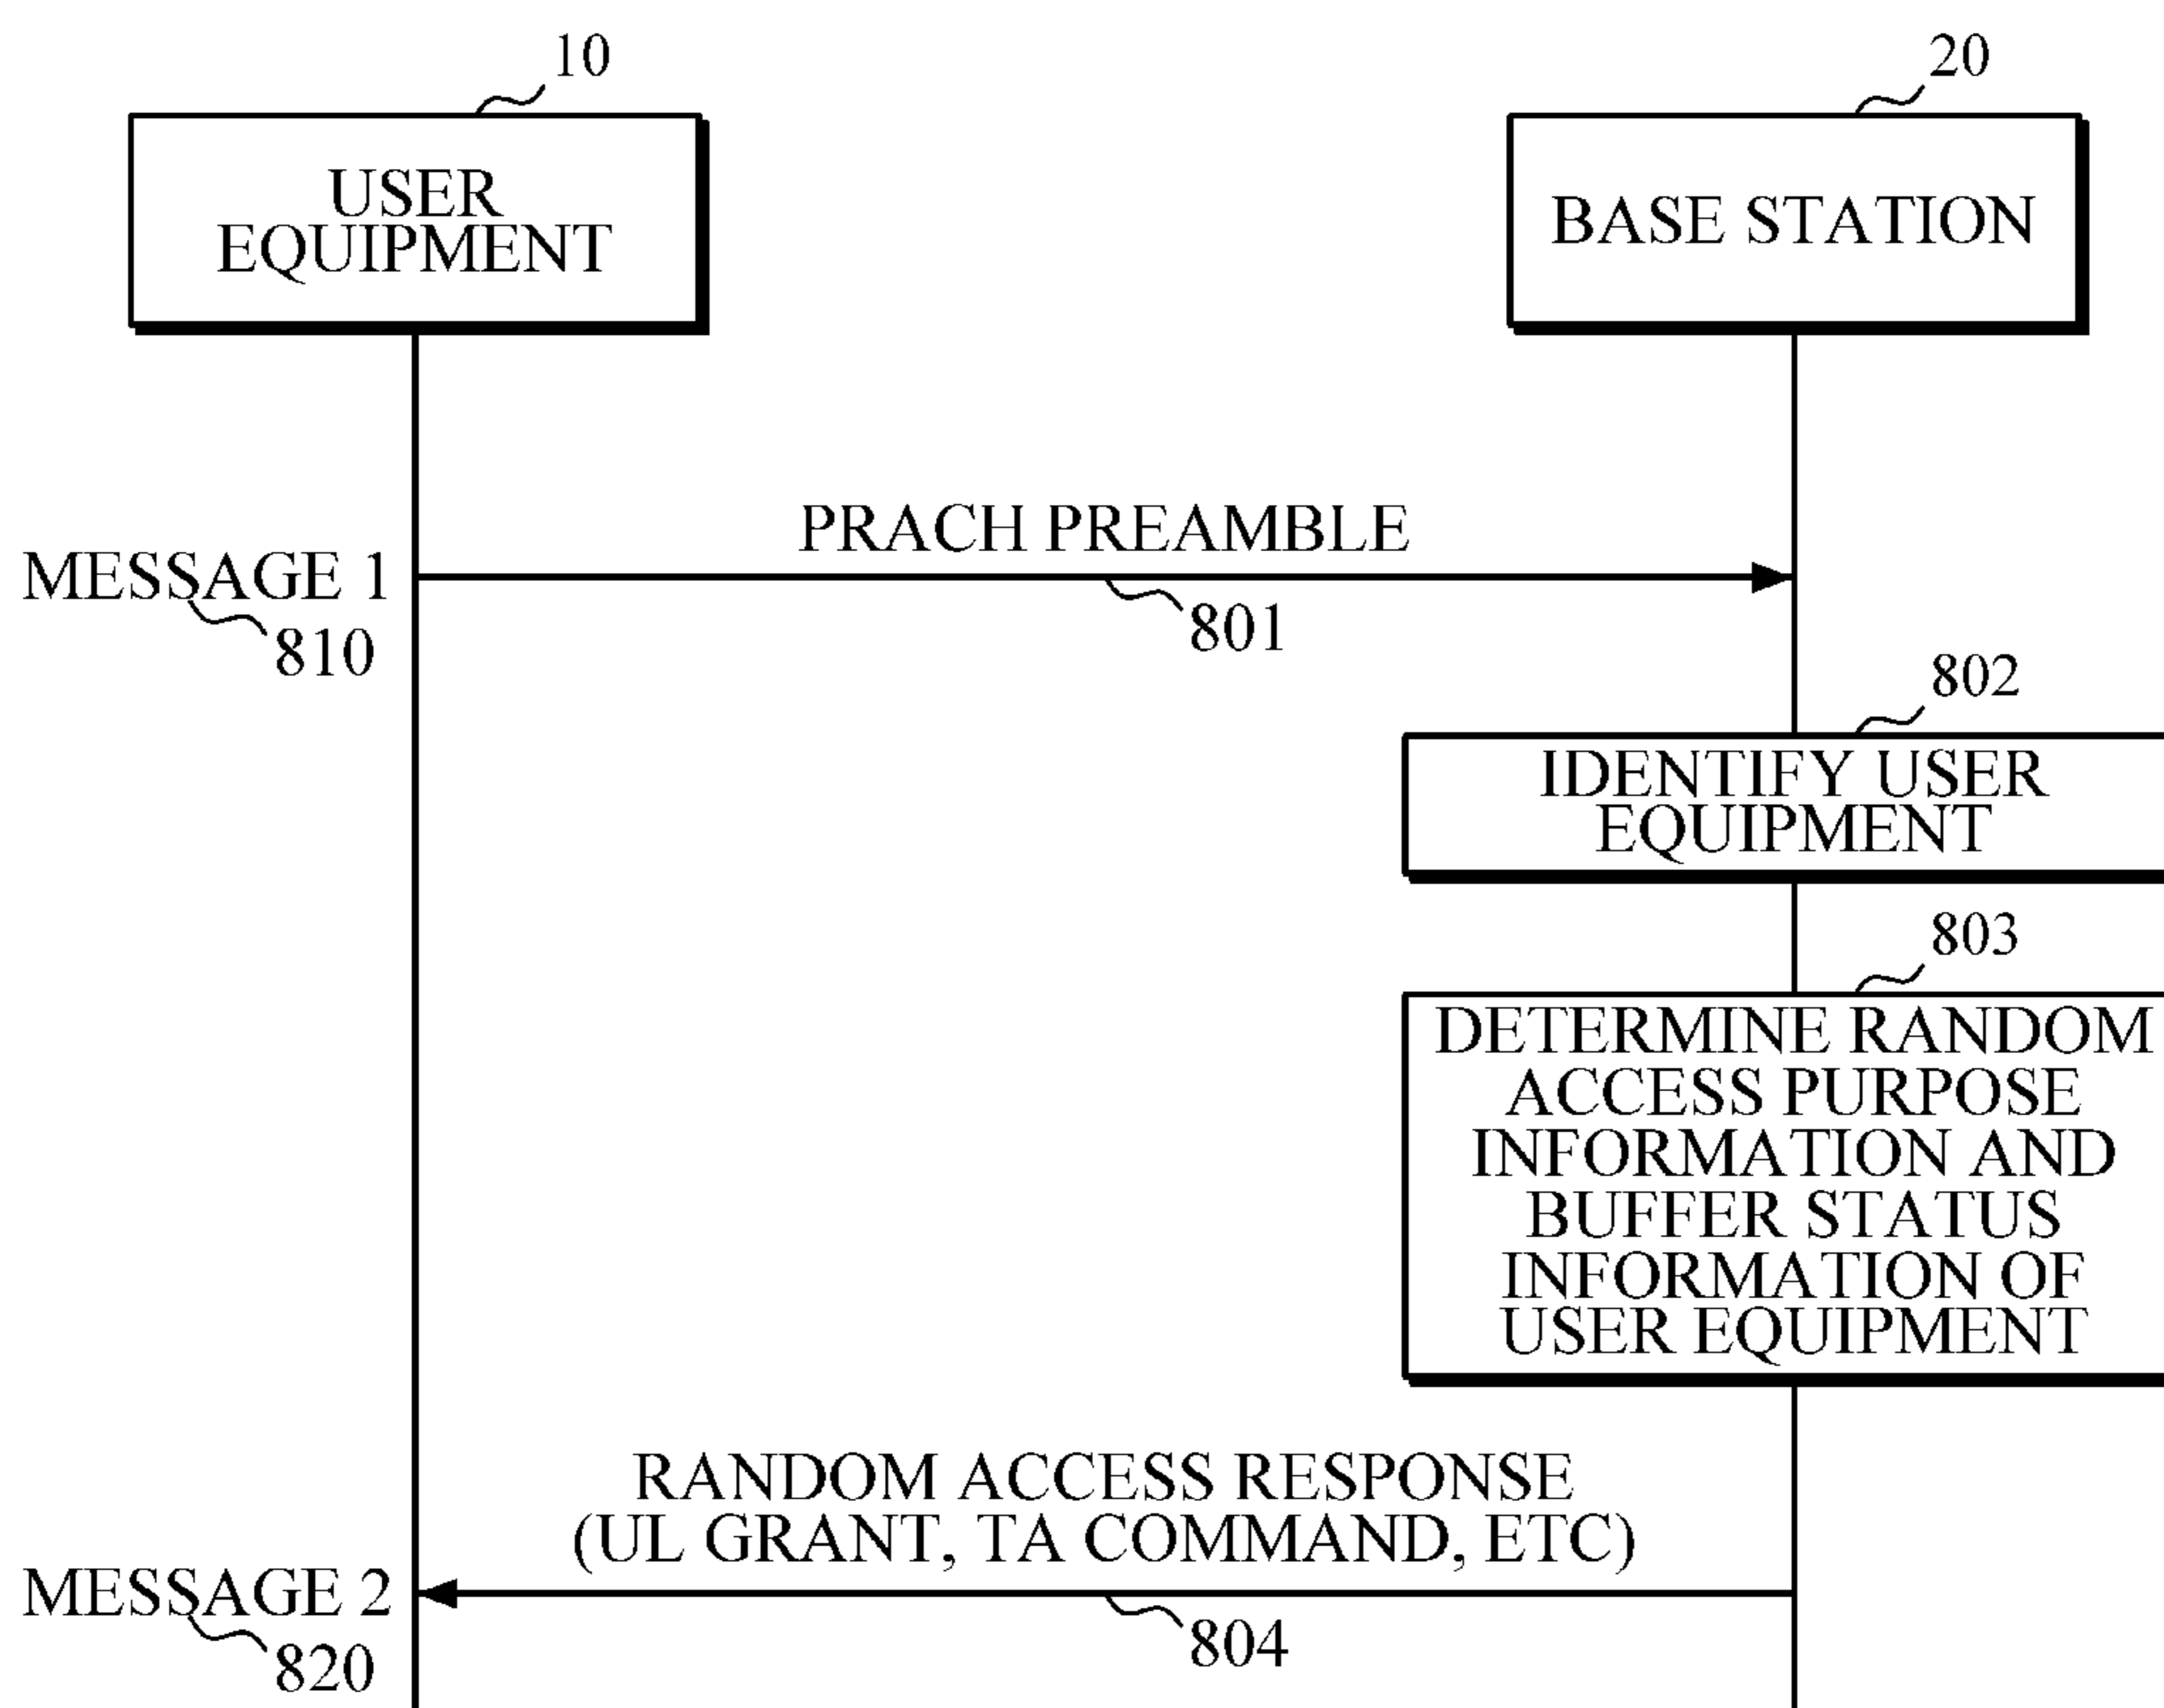 10
20
USER
EQUIPMENT
BASE STATION
PRACH PREAMBLE
MESSAGE 1
801
810
802
IDENTIFY USER
EQUIPMENT
803
DETERMINE RANDOM
ACCESS PURPOSE
INFORMATION AND
BUFFER STATUS
INFORMATION OF
USER EQUIPMENT
RANDOM ACCESS RESPONSE
(UL GRANT, TA COMMAND, ETC)
MESSAGE 2
804
820